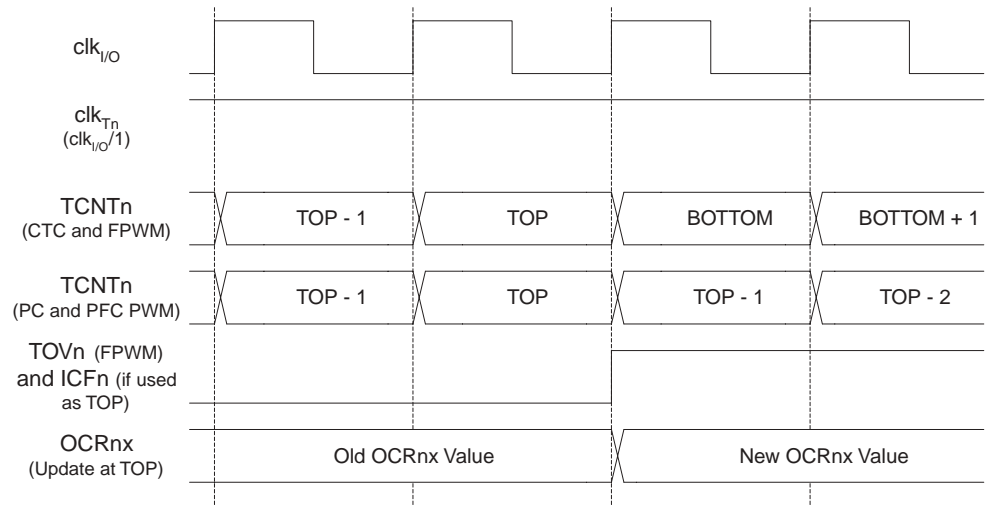 clkI/O
clkTn
(clkI/O/1)
TCNTn
(CTC and FPWM)
TOP - 1
TOP
BOTTOM
BOTTOM + 1
TCNTn
(PC and PFC PWM)
TOP - 1
TOP
TOP - 1
TOP - 2
TOVn (FPWM)
and ICFn (if used
as TOP)
OCRnx
(Update at TOP)
Old OCRnx Value
New OCRnx Value